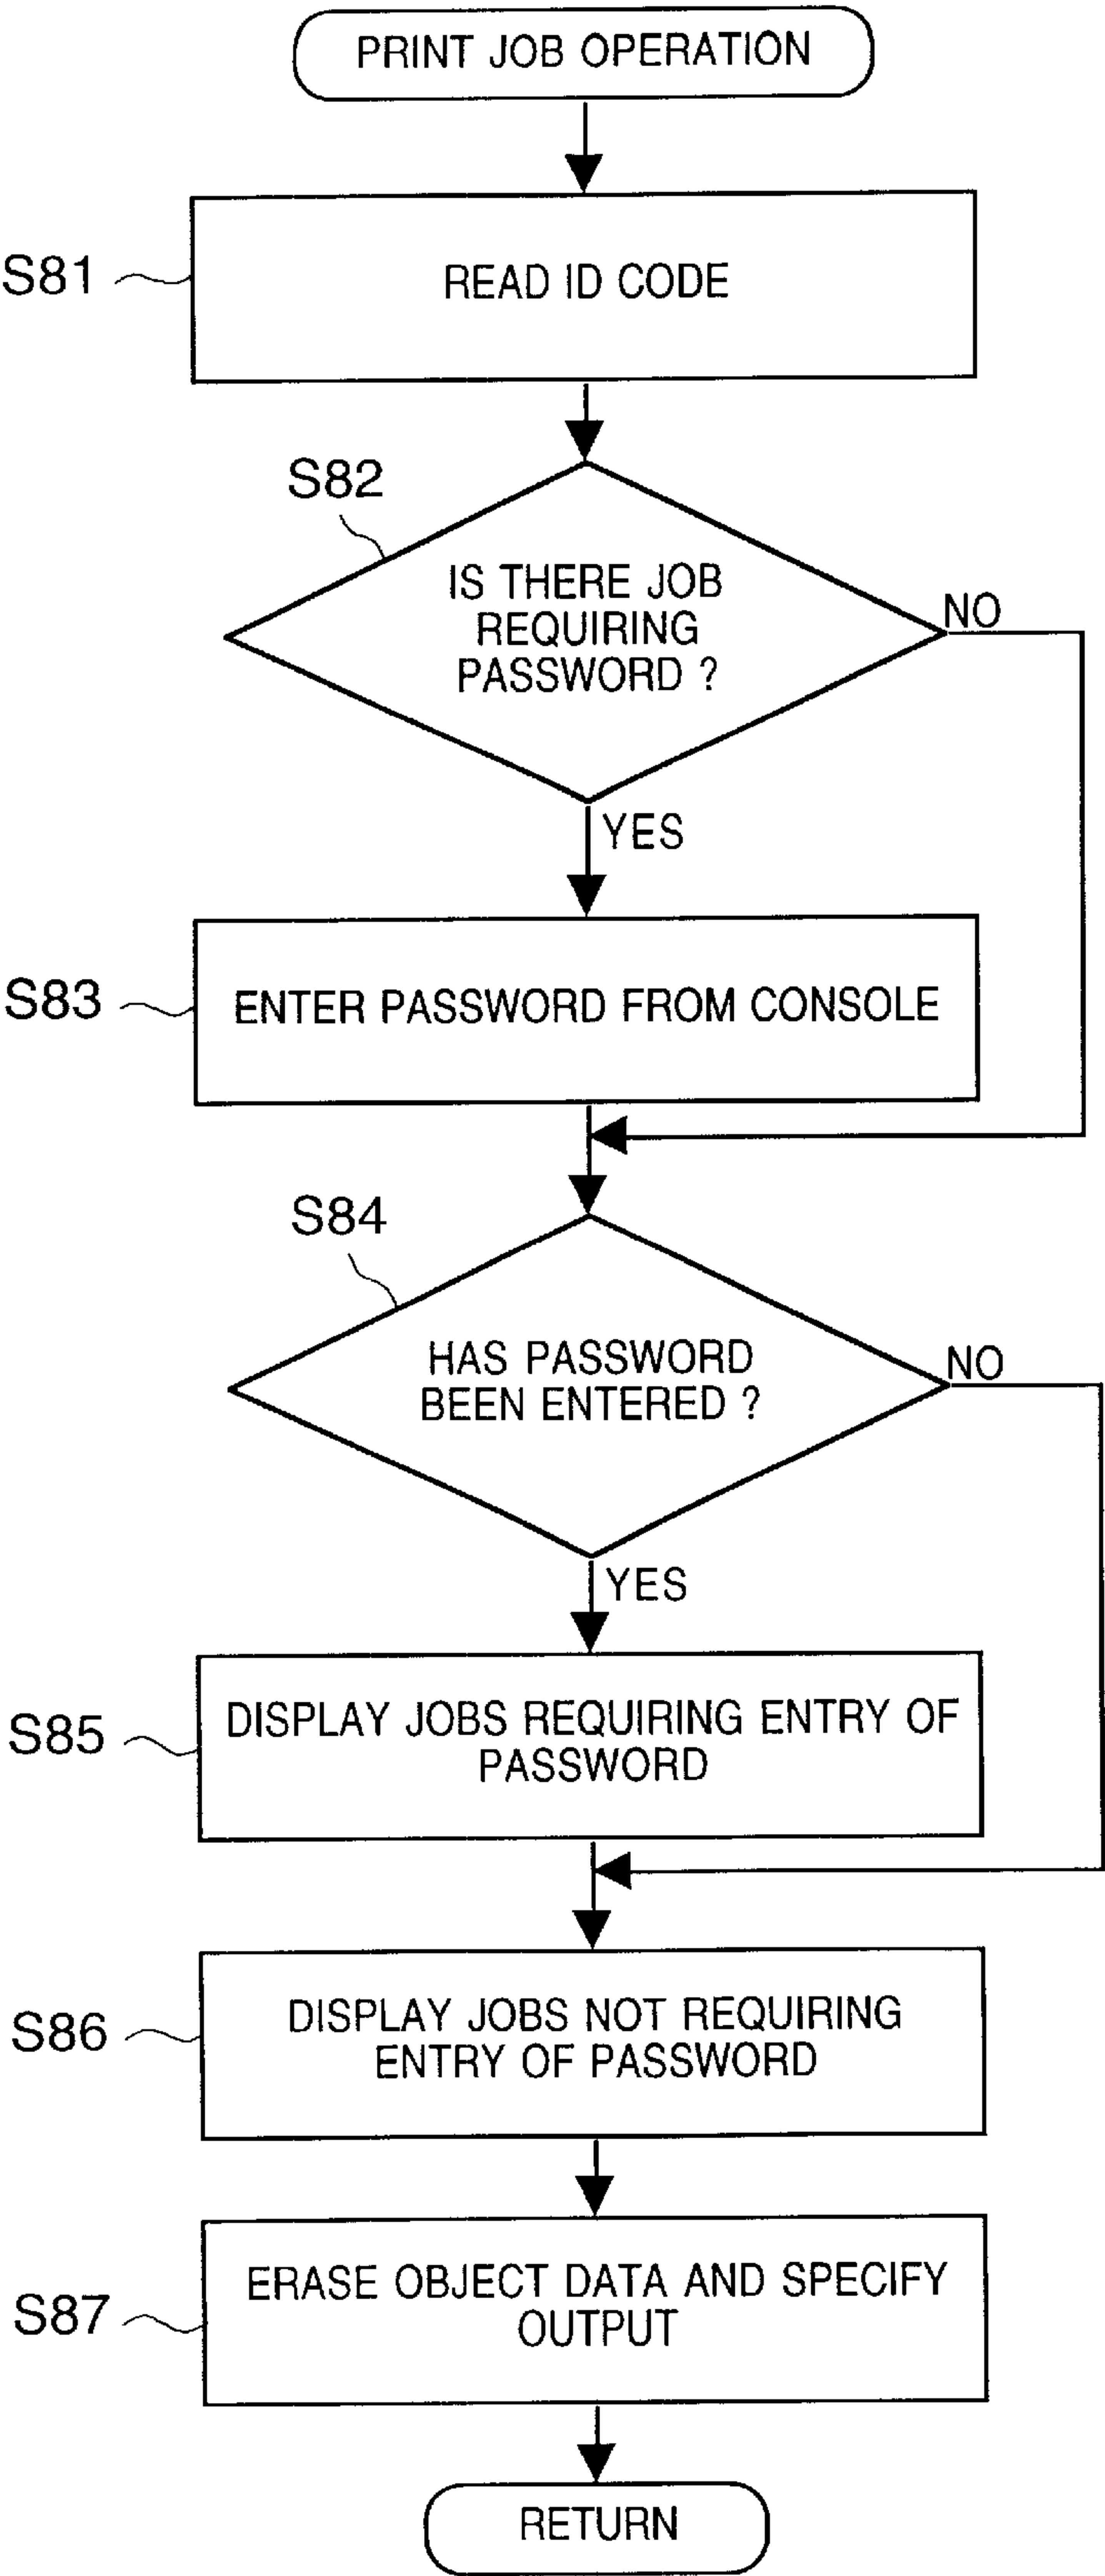 PRINT JOB OPERATION
S81
READ ID CODE
S82
IS THERE JOB
REQUIRING
PASSWORD ?
NO
YES
S83
ENTER PASSWORD FROM CONSOLE
S84
HAS PASSWORD
BEEN ENTERED ?
NO
YES
S85
DISPLAY JOBS REQUIRING ENTRY OF
PASSWORD
S86
DISPLAY JOBS NOT REQUIRING
ENTRY OF PASSWORD
S87
ERASE OBJECT DATA AND SPECIFY
OUTPUT
RETURN